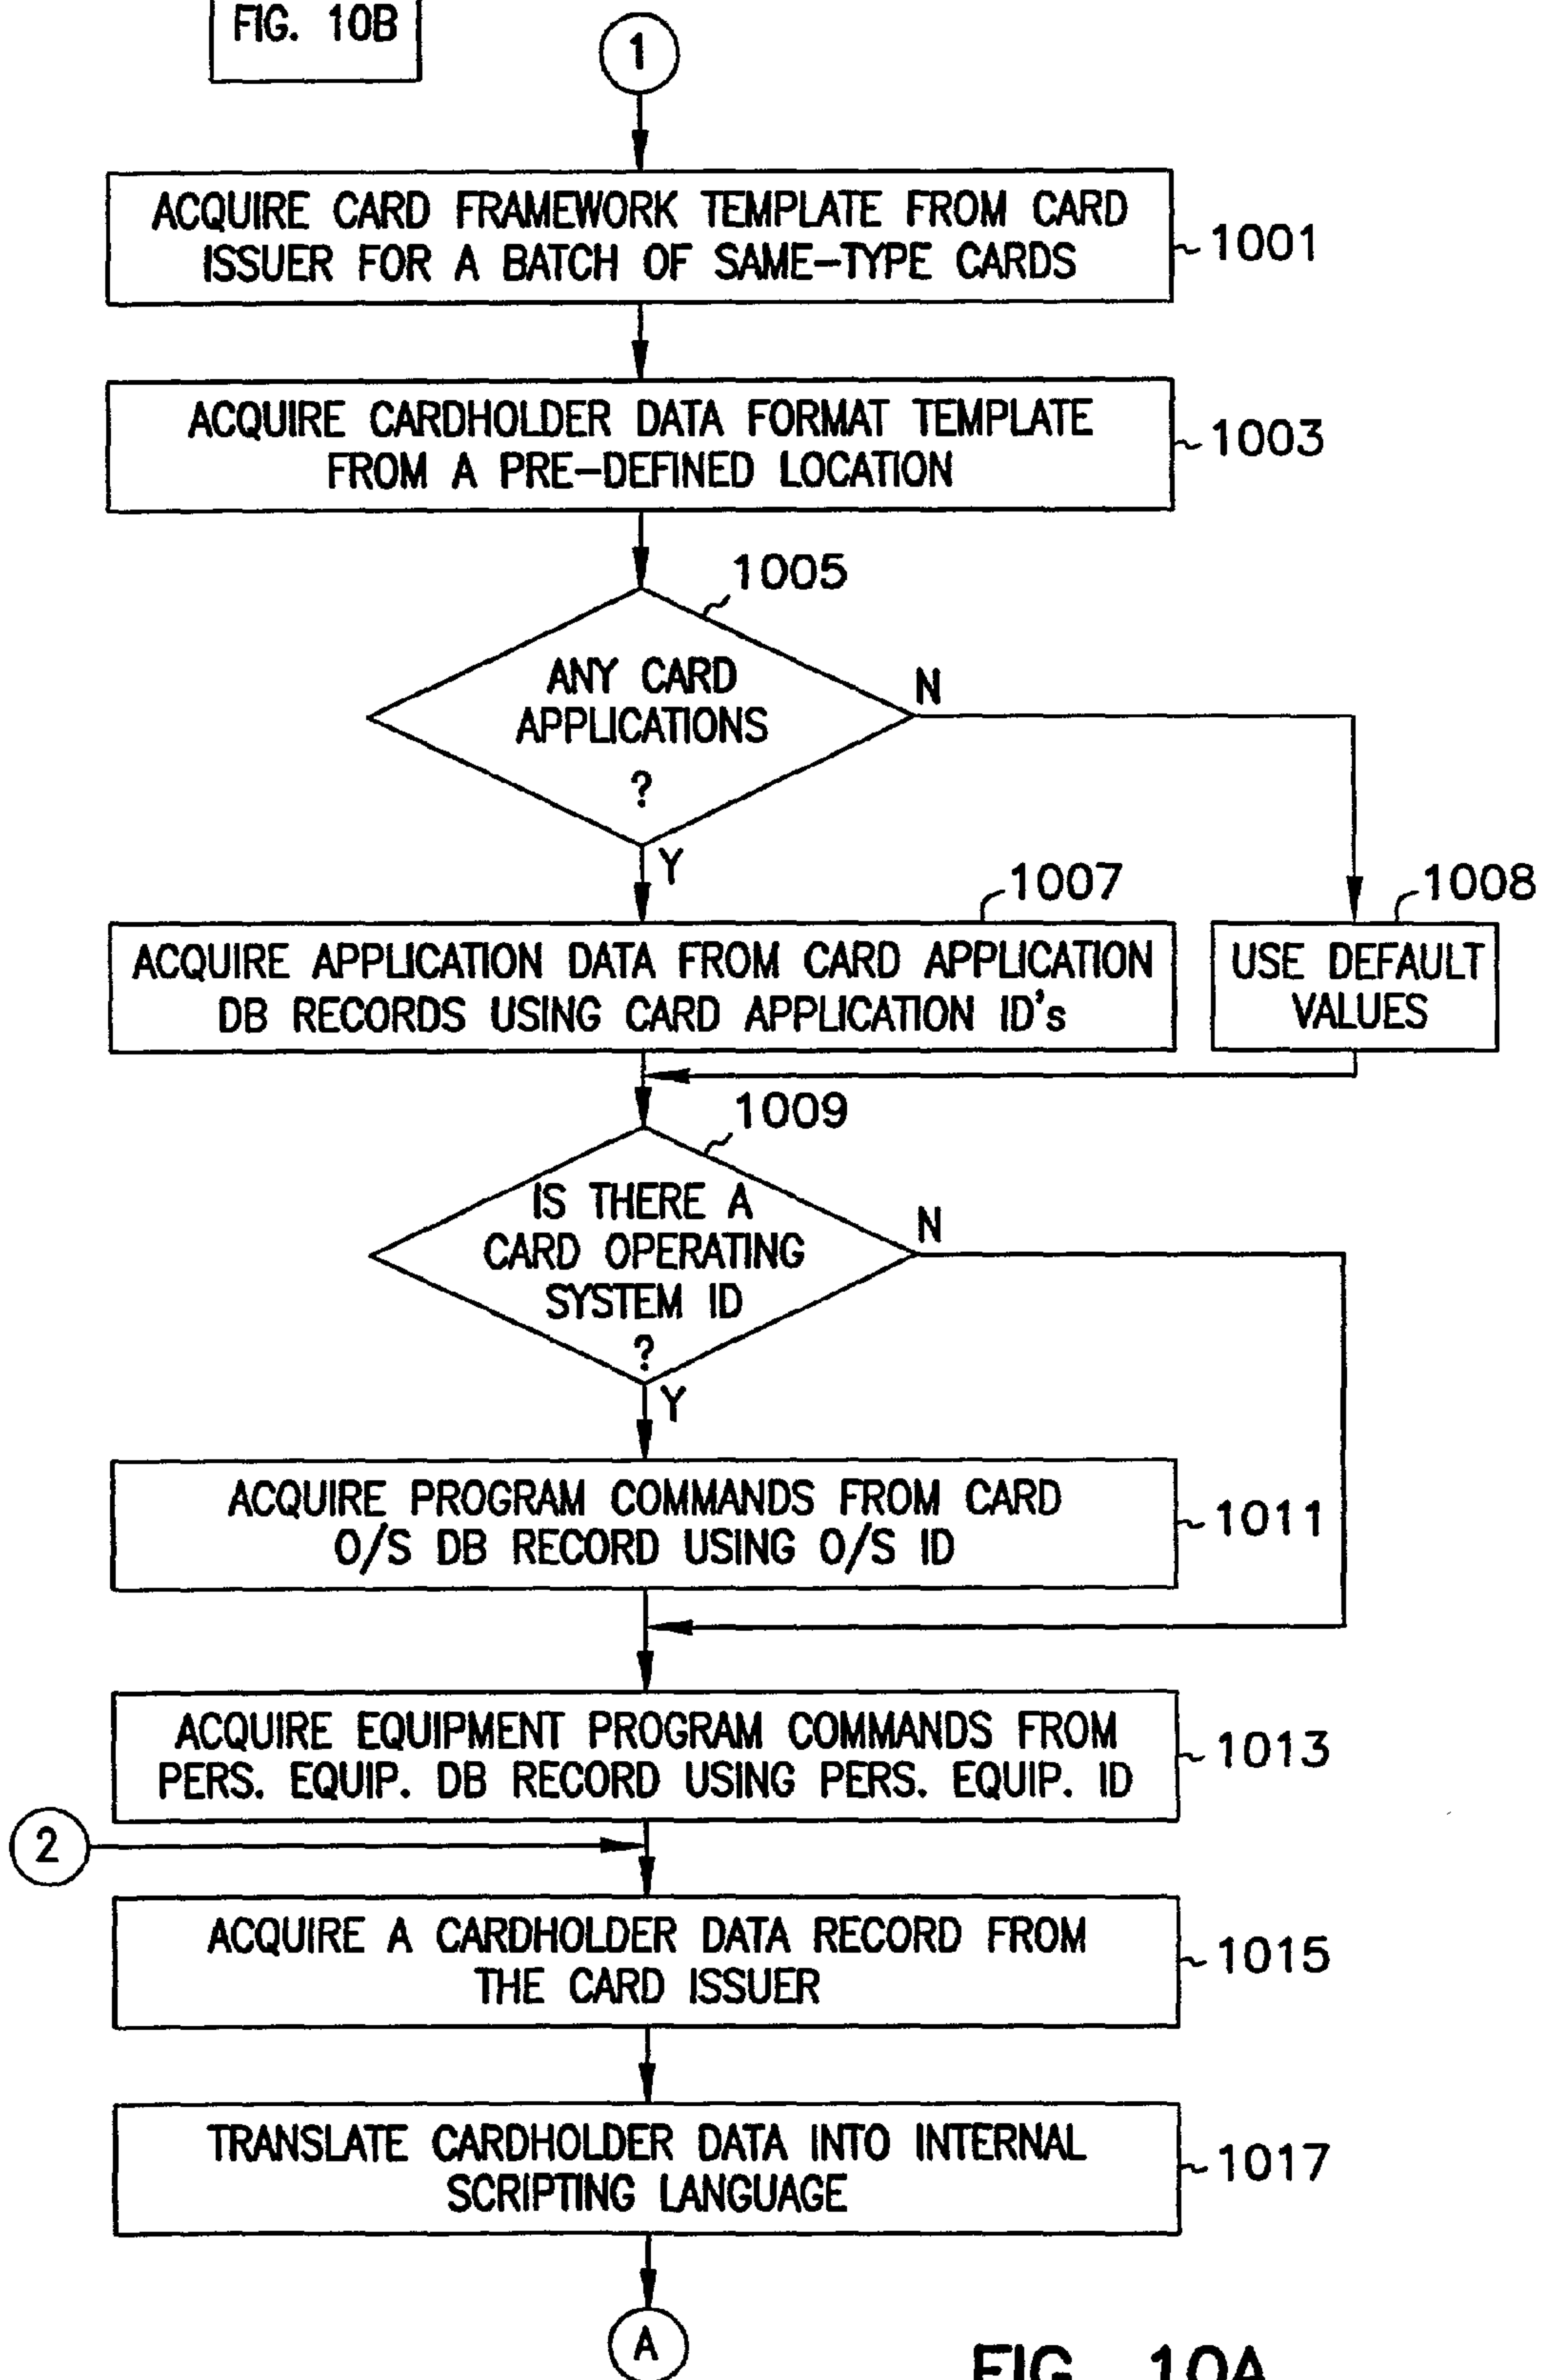 FIG. 10B
1
ACQUIRE CARD FRAMEWORK TEMPLATE FROM CARD
ISSUER FOR A BATCH OF SAME-TYPE CARDS
1001
ACQUIRE CARDHOLDER DATA FORMAT TEMPLATE
FROM A PRE-DEFINED LOCATION
1003
1005
ANY CARD
APPLICATIONS
?
N
Y
1007
1008
ACQUIRE APPLICATION DATA FROM CARD APPLICATION
DB RECORDS USING CARD APPLICATION ID's
USE DEFAULT
VALUES
1009
IS THERE A
CARD OPERATING
SYSTEM ID
?
N
Y
ACQUIRE PROGRAM COMMANDS FROM CARD
O/S DB RECORD USING O/S ID
1011
ACQUIRE EQUIPMENT PROGRAM COMMANDS FROM
PERS. EQUIP. DB RECORD USING PERS. EQUIP. ID
1013
2
ACQUIRE A CARDHOLDER DATA RECORD FROM
THE CARD ISSUER
1015
TRANSLATE CARDHOLDER DATA INTO INTERNAL
SCRIPTING LANGUAGE
1017
A
FIG. 10A